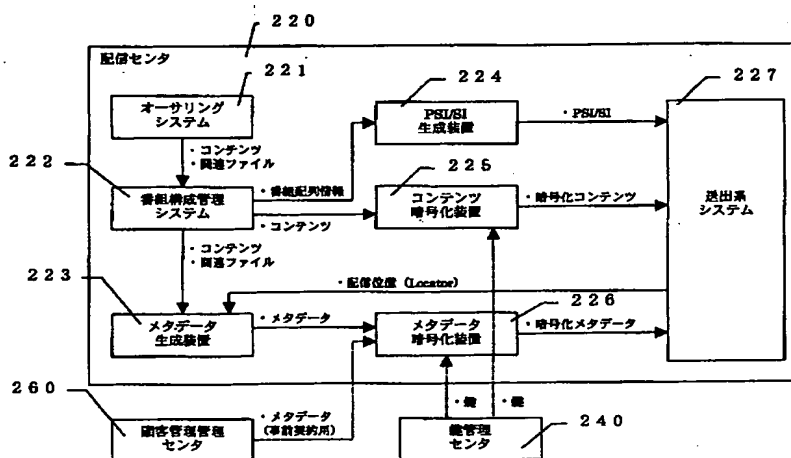 220
配信センタ
221
224
227
オーサリング
システム
PSI/SI
生成装置
・PSI/SI
・コンテンツ
・関連ファイル
222
225
・番組配列情報
番組構成管理
システム
・コンテンツ
コンテンツ
暗号化装置
・暗号化コンテンツ
送出系
システム
・コンテンツ
・関連ファイル
223
・配信位置 (Locator)
226
メタデータ
生成装置
・メタデータ
メタデータ
暗号化装置
・暗号化メタデータ
260
・メタデータ
(事前契約用)
・鍵
・鍵
240
顧客管理管理
センタ
鍵管理
センタ